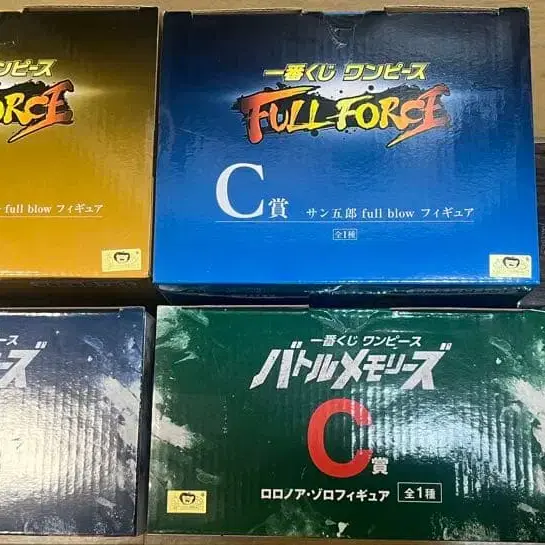 ンピース
ORCE
full blow フィギュア
一番くじ ワンピース
FULL FORCE
C賞 サン五郎 full blow フィギュア
全1種
ース
ーズ
一番くじ ワンピース
バトルメモリーズ
C賞
ロロノア・ゾロフィギュア 全1種